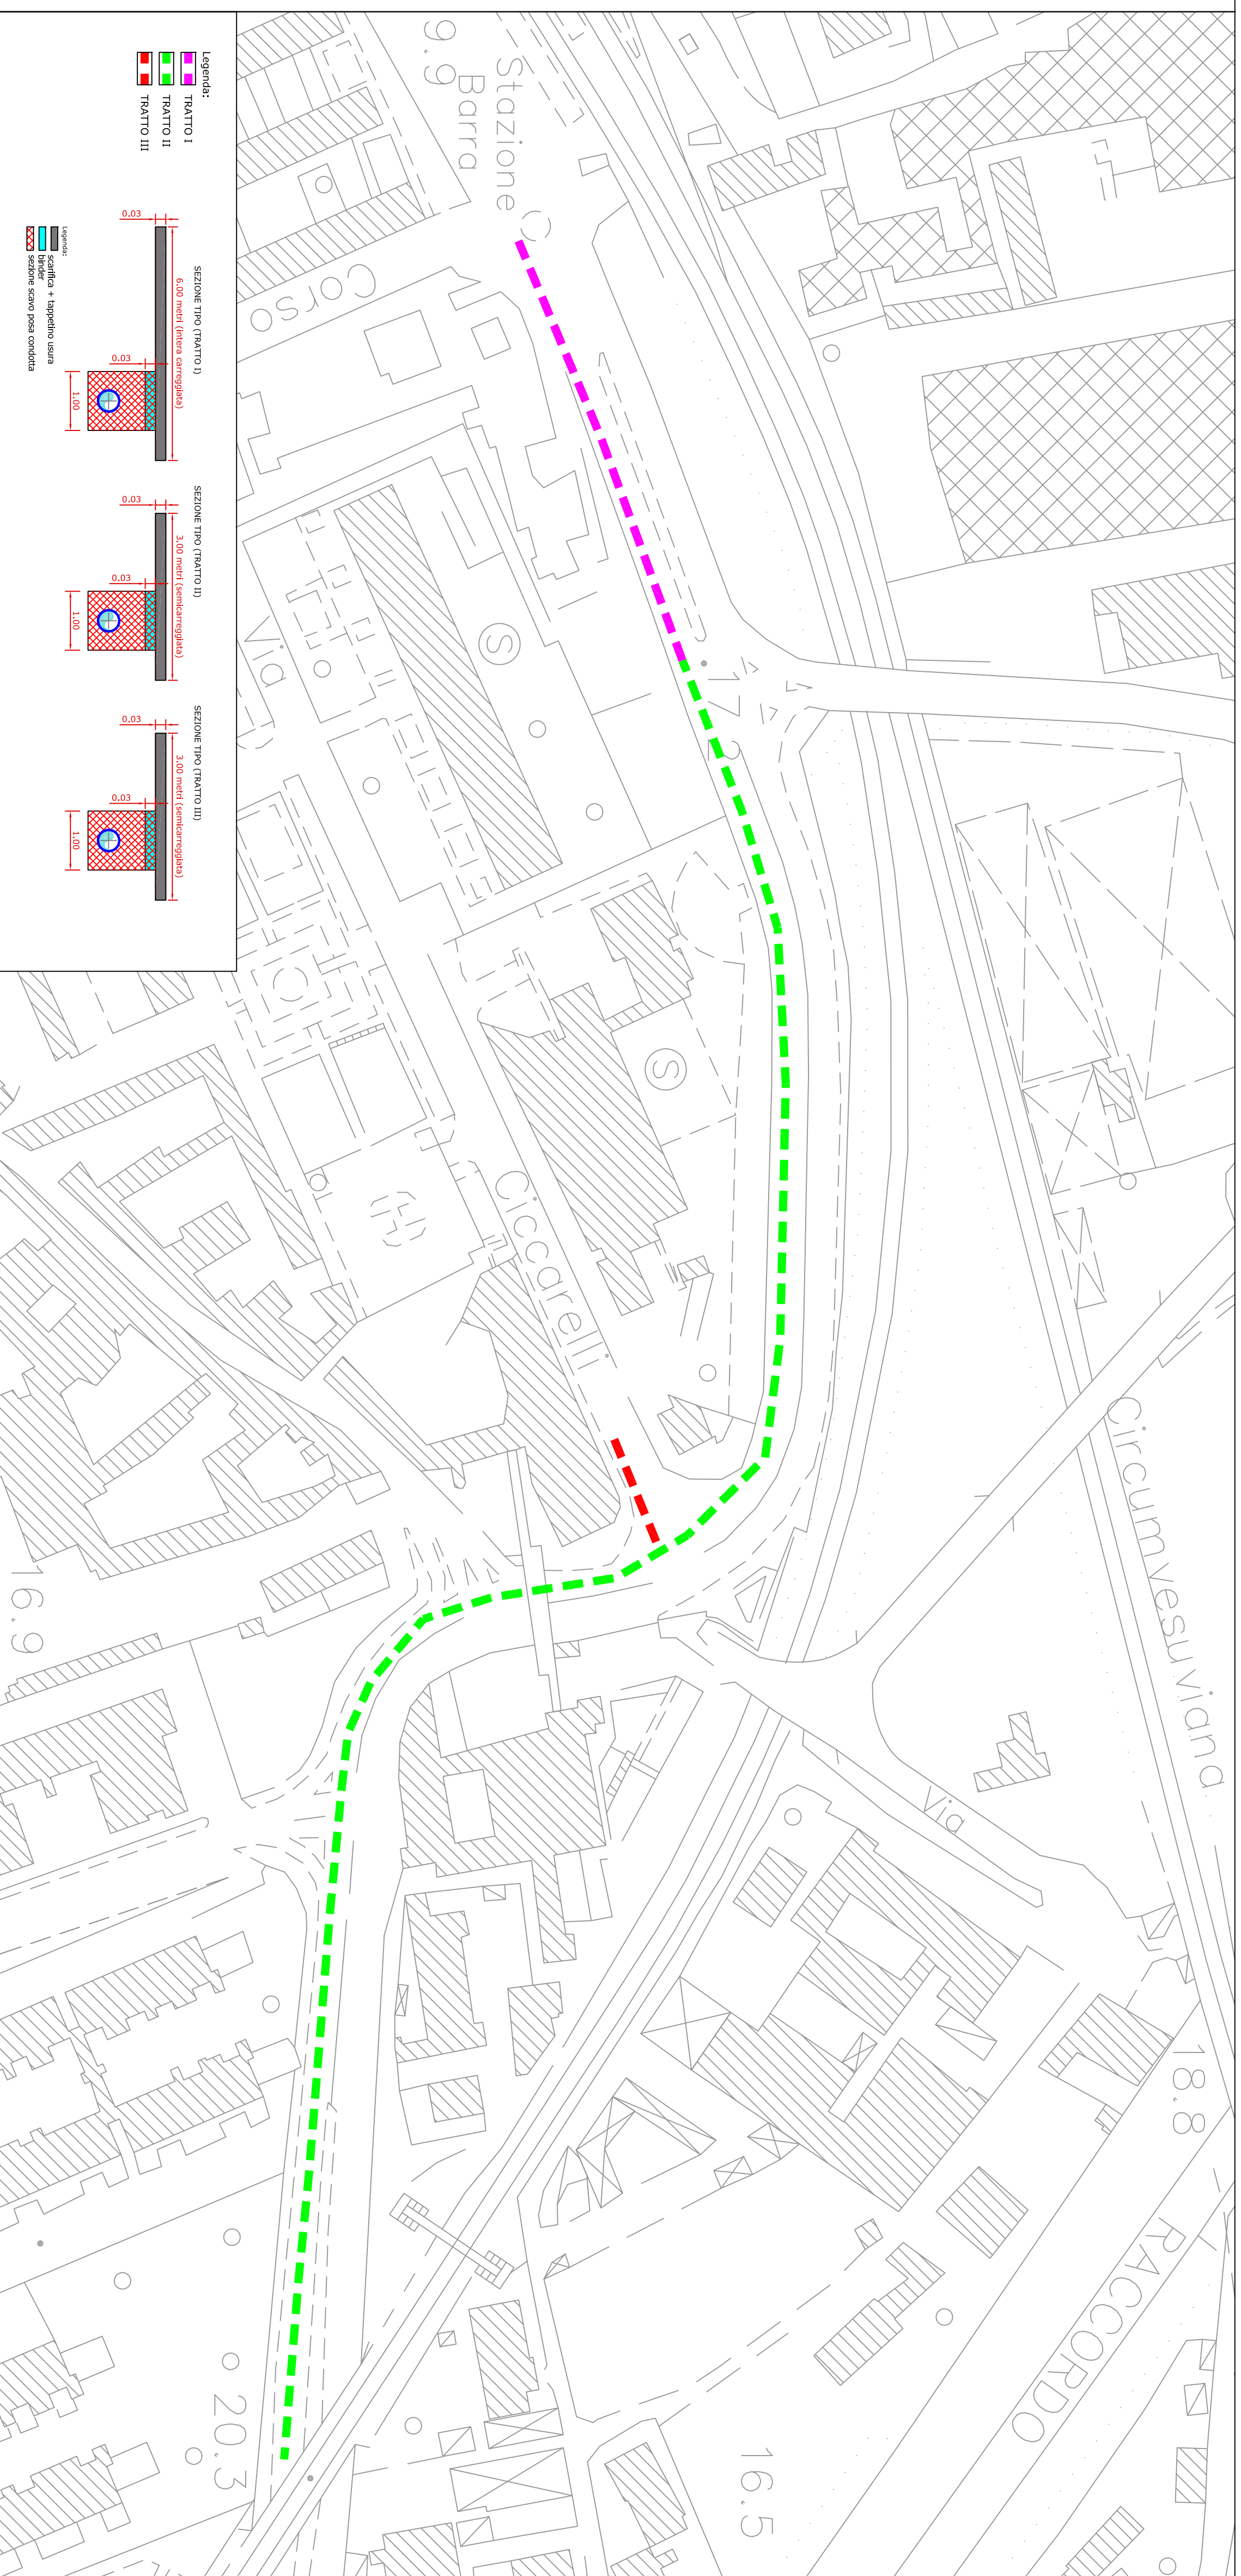 Legenda:
TRATTO I
TRATTO II
TRATTO III
SEZIONE TIPO (TRATTO I)
6.00 metri (intera carreggiata)
0.03
0.03
1.00
SEZIONE TIPO (TRATTO II)
3.00 metri (semicarreggiata)
0.03
0.03
1.00
SEZIONE TIPO (TRATTO III)
3.00 metri (semicarreggiata)
0.03
0.03
1.00
Legenda:
scarifica + tappetino usura
binder
sezione scavo posa condotta
Stazione C
Barra
9.9
Corso
Via
S
S
Ciccarelli
Circumvesuviana
Via
RACCORDO
18.8
16.9
20.3
16.5